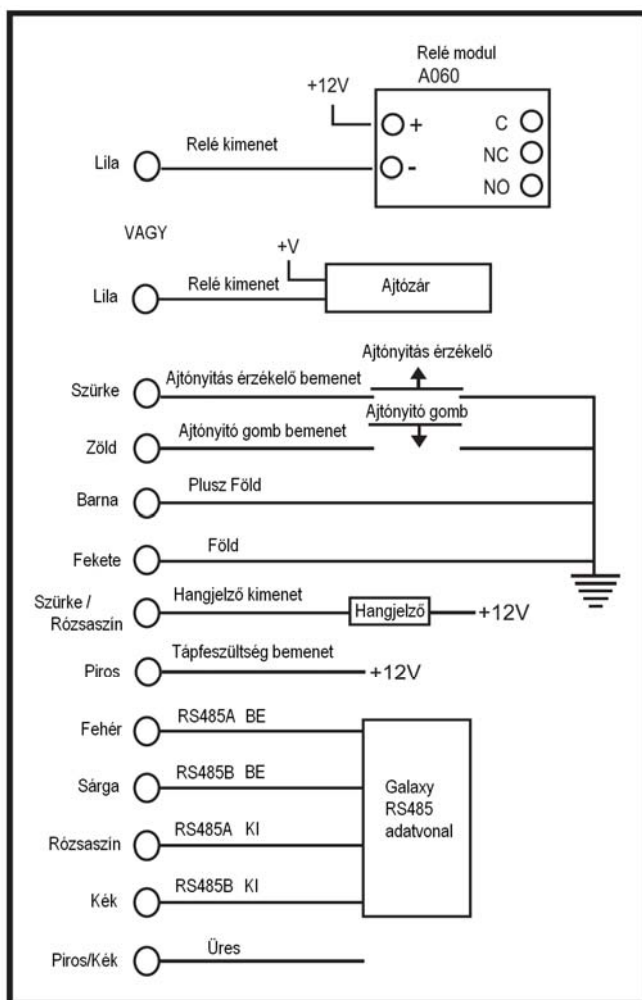 Relé modul
A060
+12V
+ C
Lila Relé kimenet - NC
NO
VAGY
+V
Lila Relé kimenet Ajtózár
Ajtónyitás érzékelő
Szürke Ajtónyitás érzékelő bemenet
Ajtónyitó gomb
Zöld Ajtónyitó gomb bemenet
Barna Plusz Föld
Fekete Föld
Szürke / Rózsaszín Hangjelző kimenet Hangjelző +12V
Piros Tápfeszültség bemenet +12V
Fehér RS485A BE
Sárga RS485B BE
Galaxy
RS485
adatvonal
Rózsaszín RS485A KI
Kék RS485B KI
Piros/Kék Üres